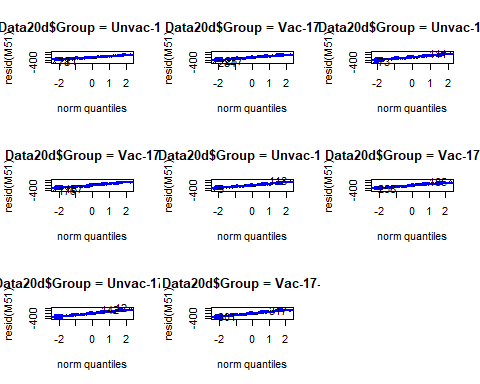 Data20d$Group = Unvac-1
Data20d$Group = Vac-17
Data20d$Group = Unvac-1
resid(M51)
-400
-2 0 1 2
norm quantiles
resid(M51)
-400
-2 0 1 2
norm quantiles
resid(M51)
-400
-2 0 1 2
norm quantiles
Data20d$Group = Vac-17
Data20d$Group = Unvac-1
Data20d$Group = Vac-17
resid(M51)
-400
-2 0 1 2
norm quantiles
resid(M51)
-400
-2 0 1 2
norm quantiles
resid(M51)
-400
-2 0 1 2
norm quantiles
Data20d$Group = Unvac-17
Data20d$Group = Vac-17-
resid(M51)
-400
-2 0 1 2
norm quantiles
resid(M51)
-400
-2 0 1 2
norm quantiles